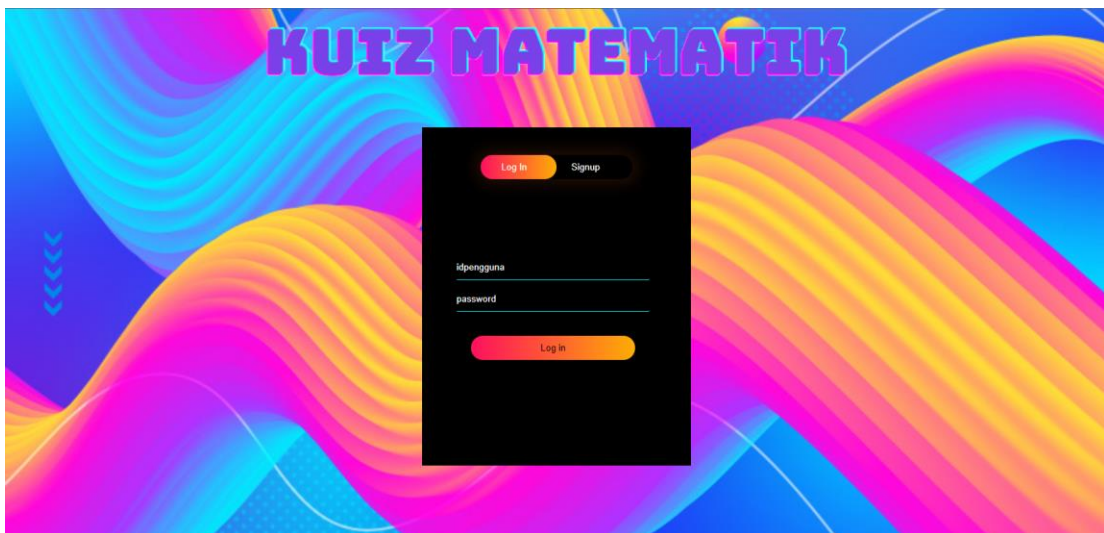 KUIZ MATEMATIK
Log In Signup
idpengguna
password
Log in